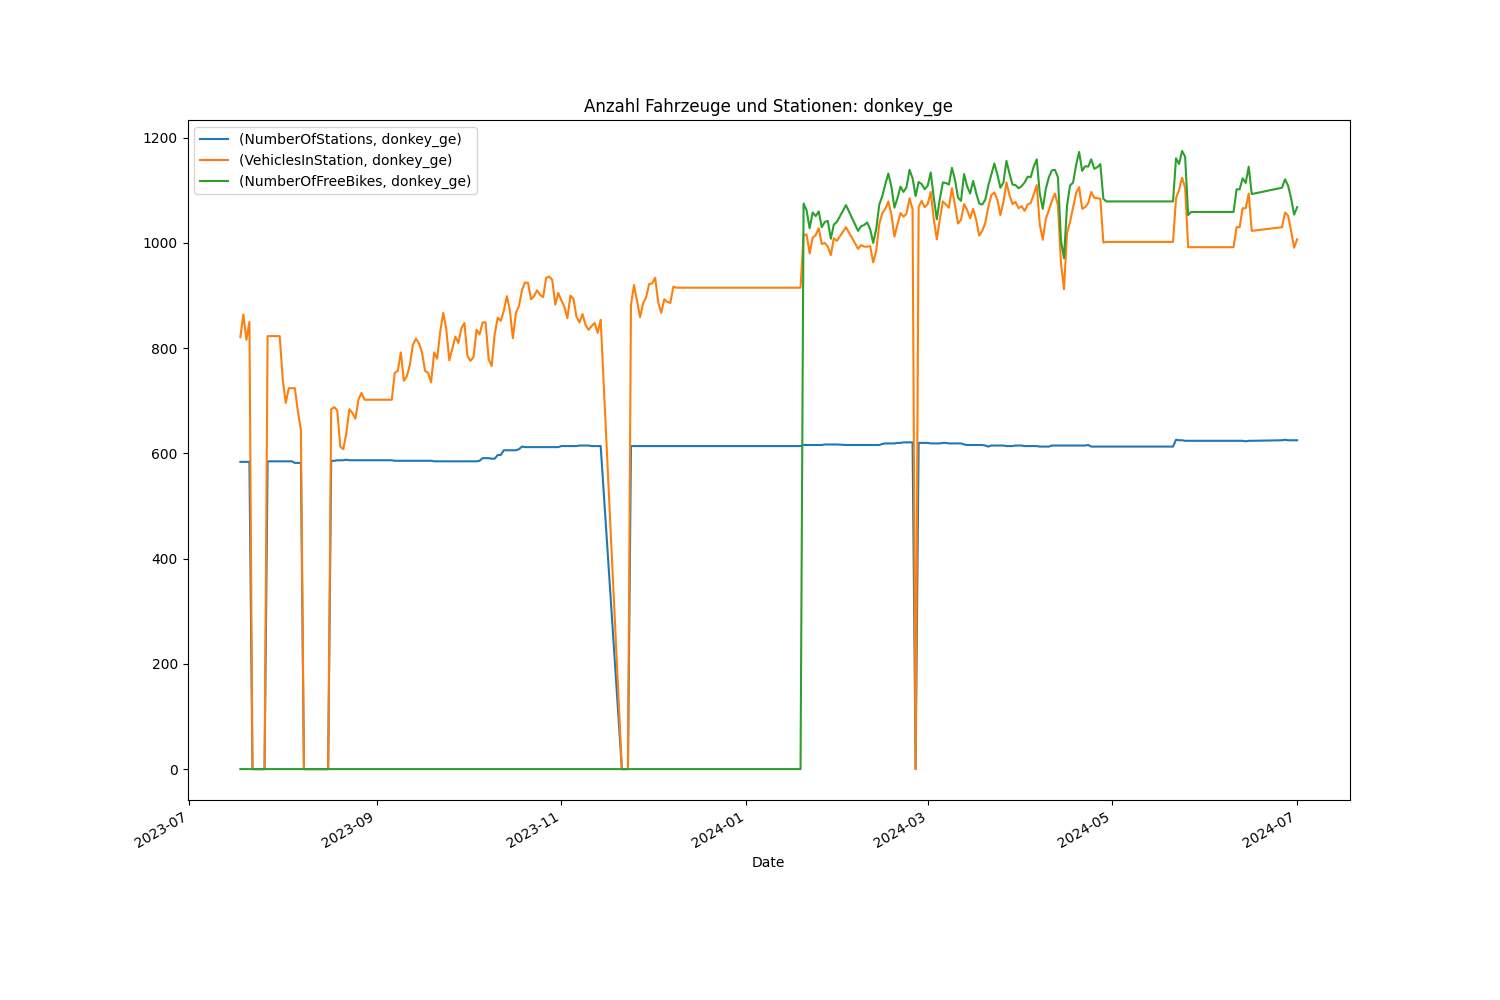 Anzahl Fahrzeuge und Stationen: donkey_ge
(NumberOfStations, donkey_ge)
(VehiclesInStation, donkey_ge)
(NumberOfFreeBikes, donkey_ge)
1200
1000
800
600
400
200
0
2023-07
2023-09
2023-11
2024-01
2024-03
2024-05
2024-07
Date